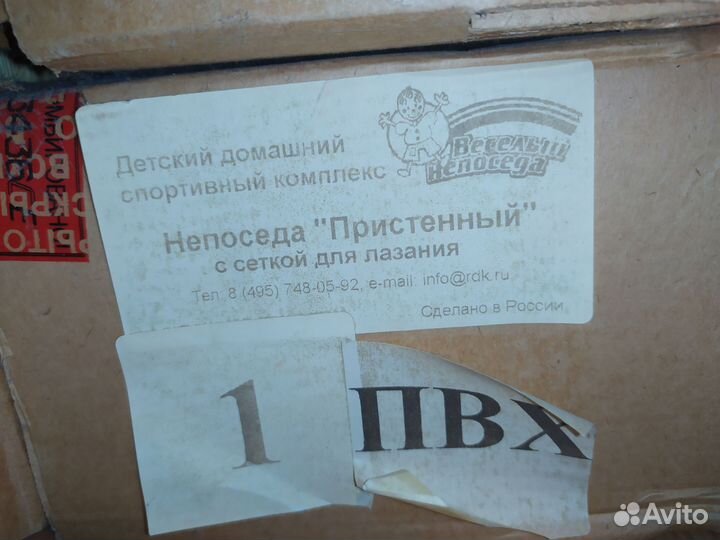 Детский домашний
спортивный комплекс
Весёлый
Непоседа
Непоседа "Пристенный"
с сеткой для лазания
Тел. 8 (495) 748-05-92, e-mail: info@rdk.ru
Сделано в России
1
ПВХ
Avito